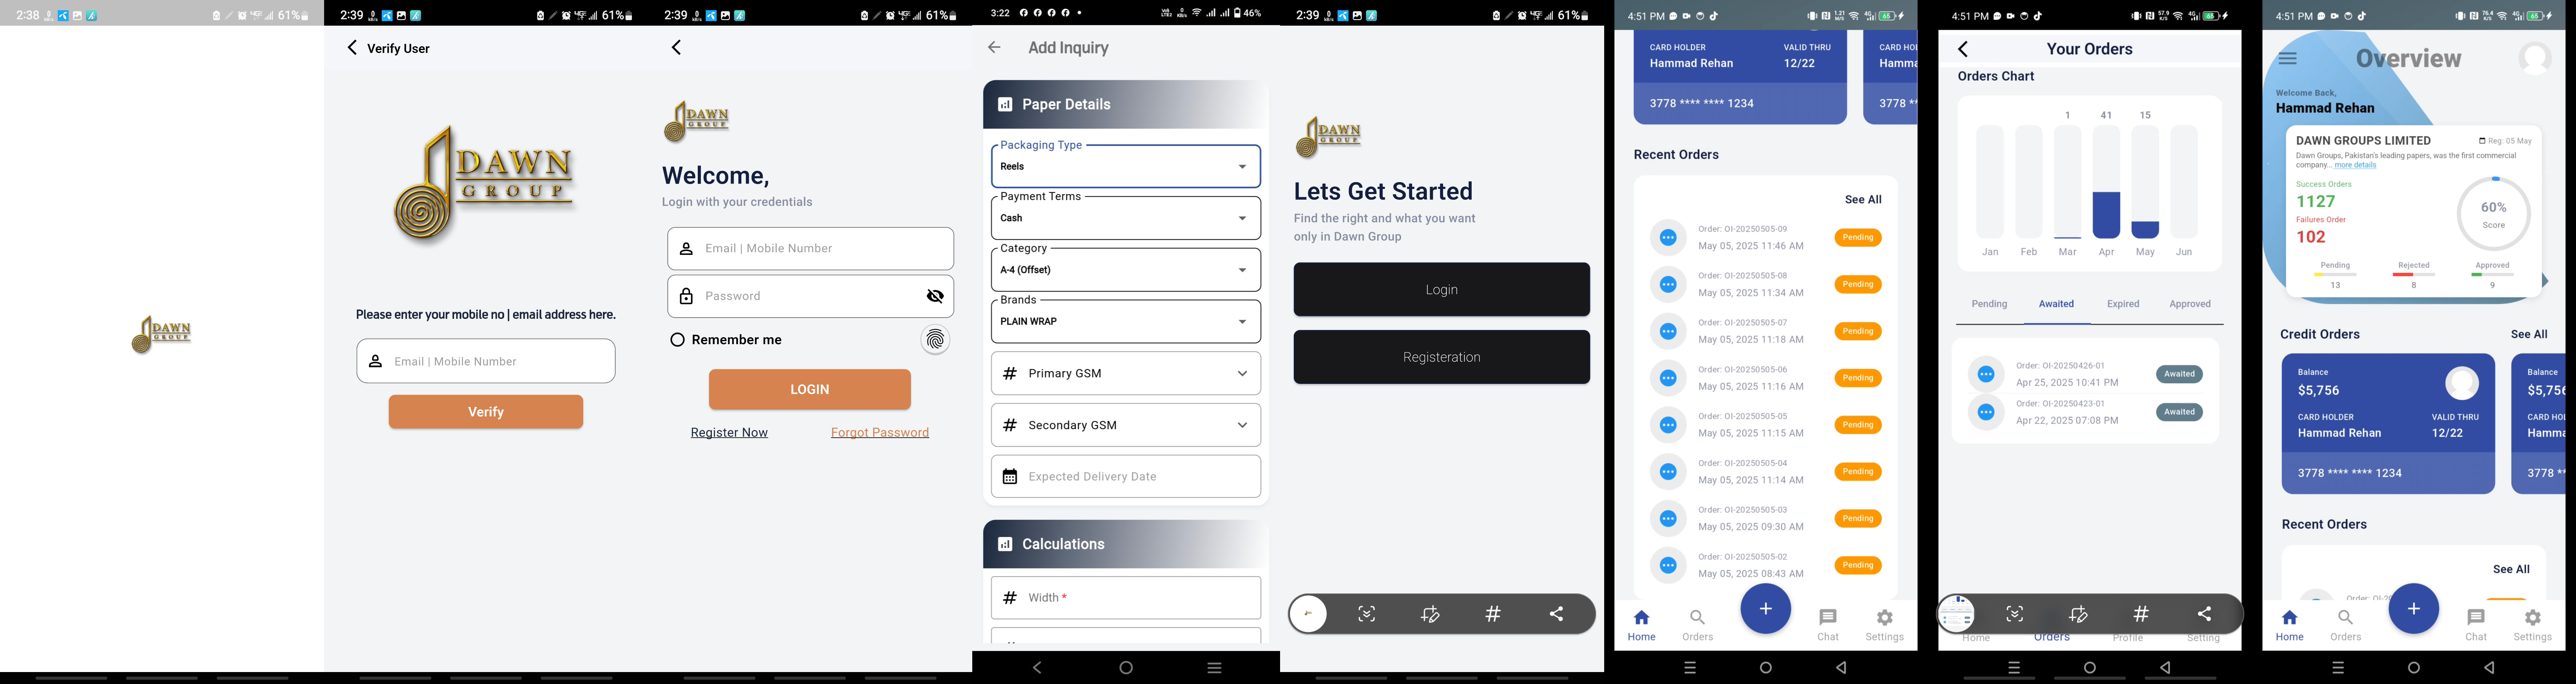 2:38
61%
DAWN
GROUP
2:39
61%
Verify User
DAWN
GROUP
Please enter your mobile no | email address here.
Email | Mobile Number
Verify
2:39
61%
DAWN
GROUP
Welcome,
Login with your credentials
Email | Mobile Number
Password
Remember me
LOGIN
Register Now
Forgot Password
3:22
46%
Add Inquiry
Paper Details
Packaging Type
Reels
Payment Terms
Cash
Category
A-4 (Offset)
Brands
PLAIN WRAP
# Primary GSM
# Secondary GSM
Expected Delivery Date
Calculations
# Width *
2:39
61%
DAWN
GROUP
Lets Get Started
Find the right and what you want
only in Dawn Group
Login
Registeration
4:51 PM
65
CARD HOLDER
VALID THRU
Hammad Rehan
12/22
3778 **** **** 1234
CARD HOL
Hamma
3778 **
Recent Orders
See All
Order: OI-20250505-09
May 05, 2025 11:46 AM
Pending
Order: OI-20250505-08
May 05, 2025 11:34 AM
Pending
Order: OI-20250505-07
May 05, 2025 11:18 AM
Pending
Order: OI-20250505-06
May 05, 2025 11:16 AM
Pending
Order: OI-20250505-05
May 05, 2025 11:15 AM
Pending
Order: OI-20250505-04
May 05, 2025 11:14 AM
Pending
Order: OI-20250505-03
May 05, 2025 09:30 AM
Pending
Order: OI-20250505-02
May 05, 2025 08:43 AM
Pending
Home
Orders
Chat
Settings
4:51 PM
65
Your Orders
Orders Chart
1
41
15
Jan
Feb
Mar
Apr
May
Jun
Pending
Awaited
Expired
Approved
Order: OI-20250426-01
Apr 25, 2025 10:41 PM
Awaited
Order: OI-20250423-01
Apr 22, 2025 07:08 PM
Awaited
Home
Orders
Profile
Setting
4:51 PM
65
Overview
Welcome Back,
Hammad Rehan
DAWN GROUPS LIMITED
Reg: 05 May
Dawn Groups, Pakistan's leading papers, was the first commercial
company... more details
Success Orders
1127
Failures Order
102
60%
Score
Pending
Rejected
Approved
13
8
9
Credit Orders
See All
Balance
$5,756
CARD HOLDER
VALID THRU
Hammad Rehan
12/22
3778 **** **** 1234
Balance
$5,756
CARD HOL
Hamma
3778 **
Recent Orders
See All
Home
Orders
Chat
Settings